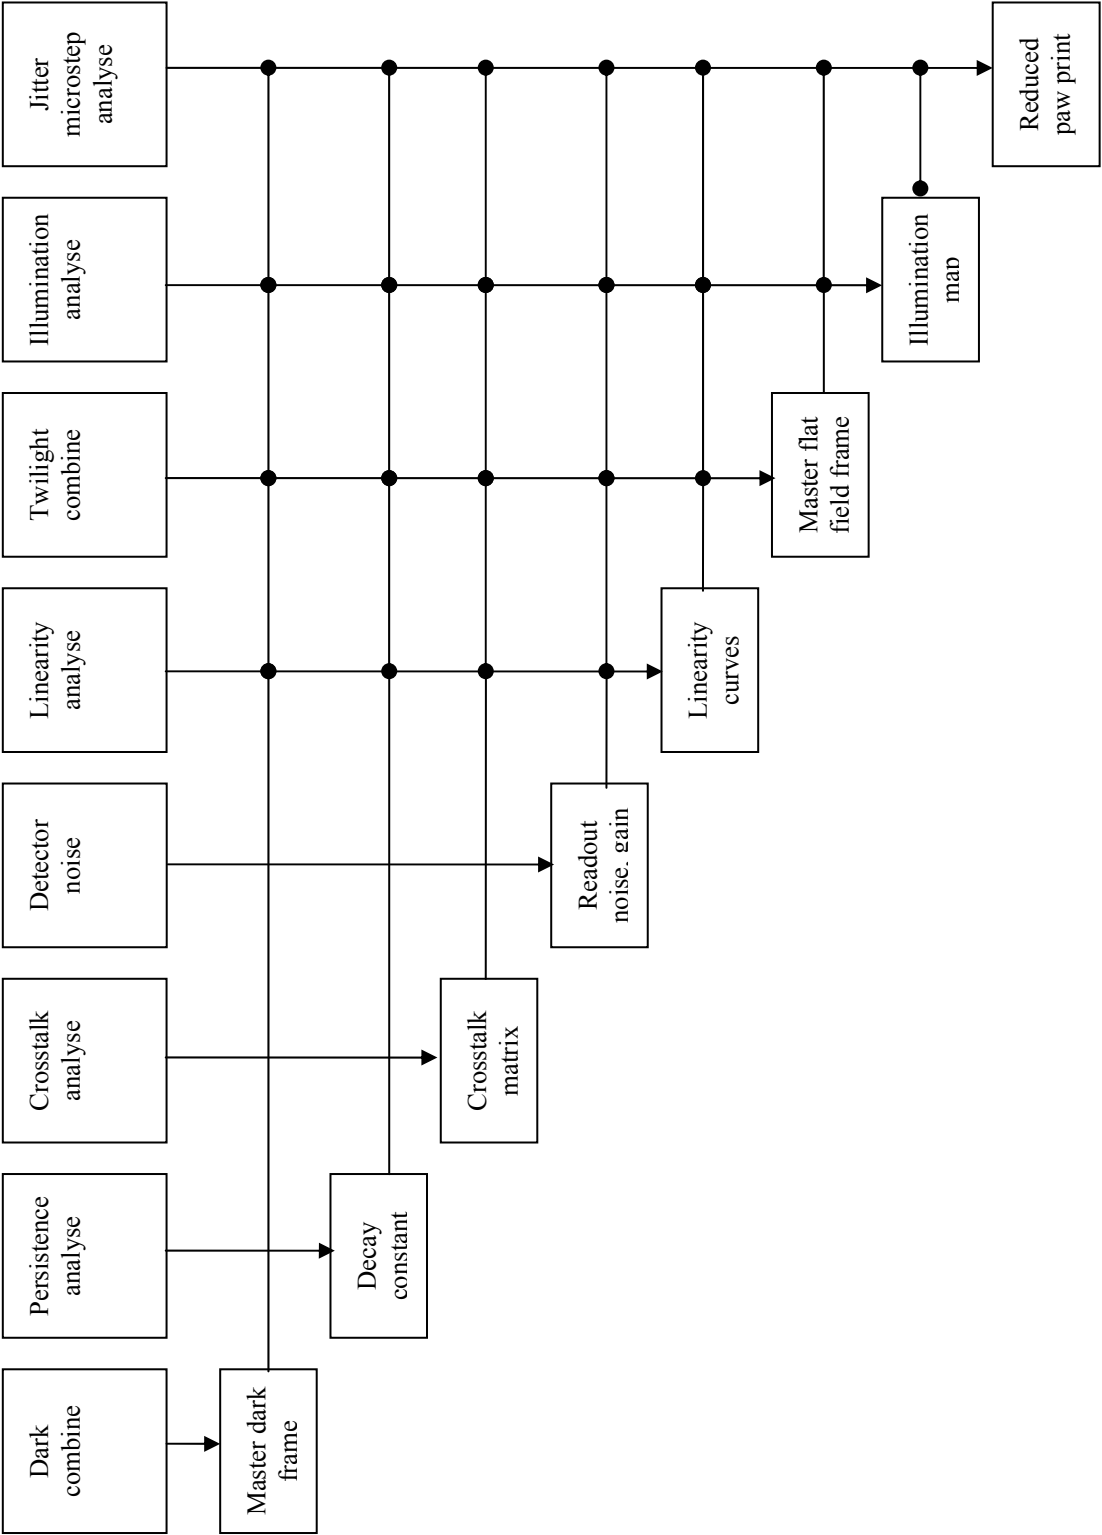 Dark
combine
Persistence
analyse
Crosstalk
analyse
Detector
noise
Linearity
analyse
Twilight
combine
Illumination
analyse
Jitter
microstep
analyse
Master dark
frame
Decay
constant
Crosstalk
matrix
Readout
noise, gain
Linearity
curves
Master flat
field frame
Illumination
map
Reduced
paw print